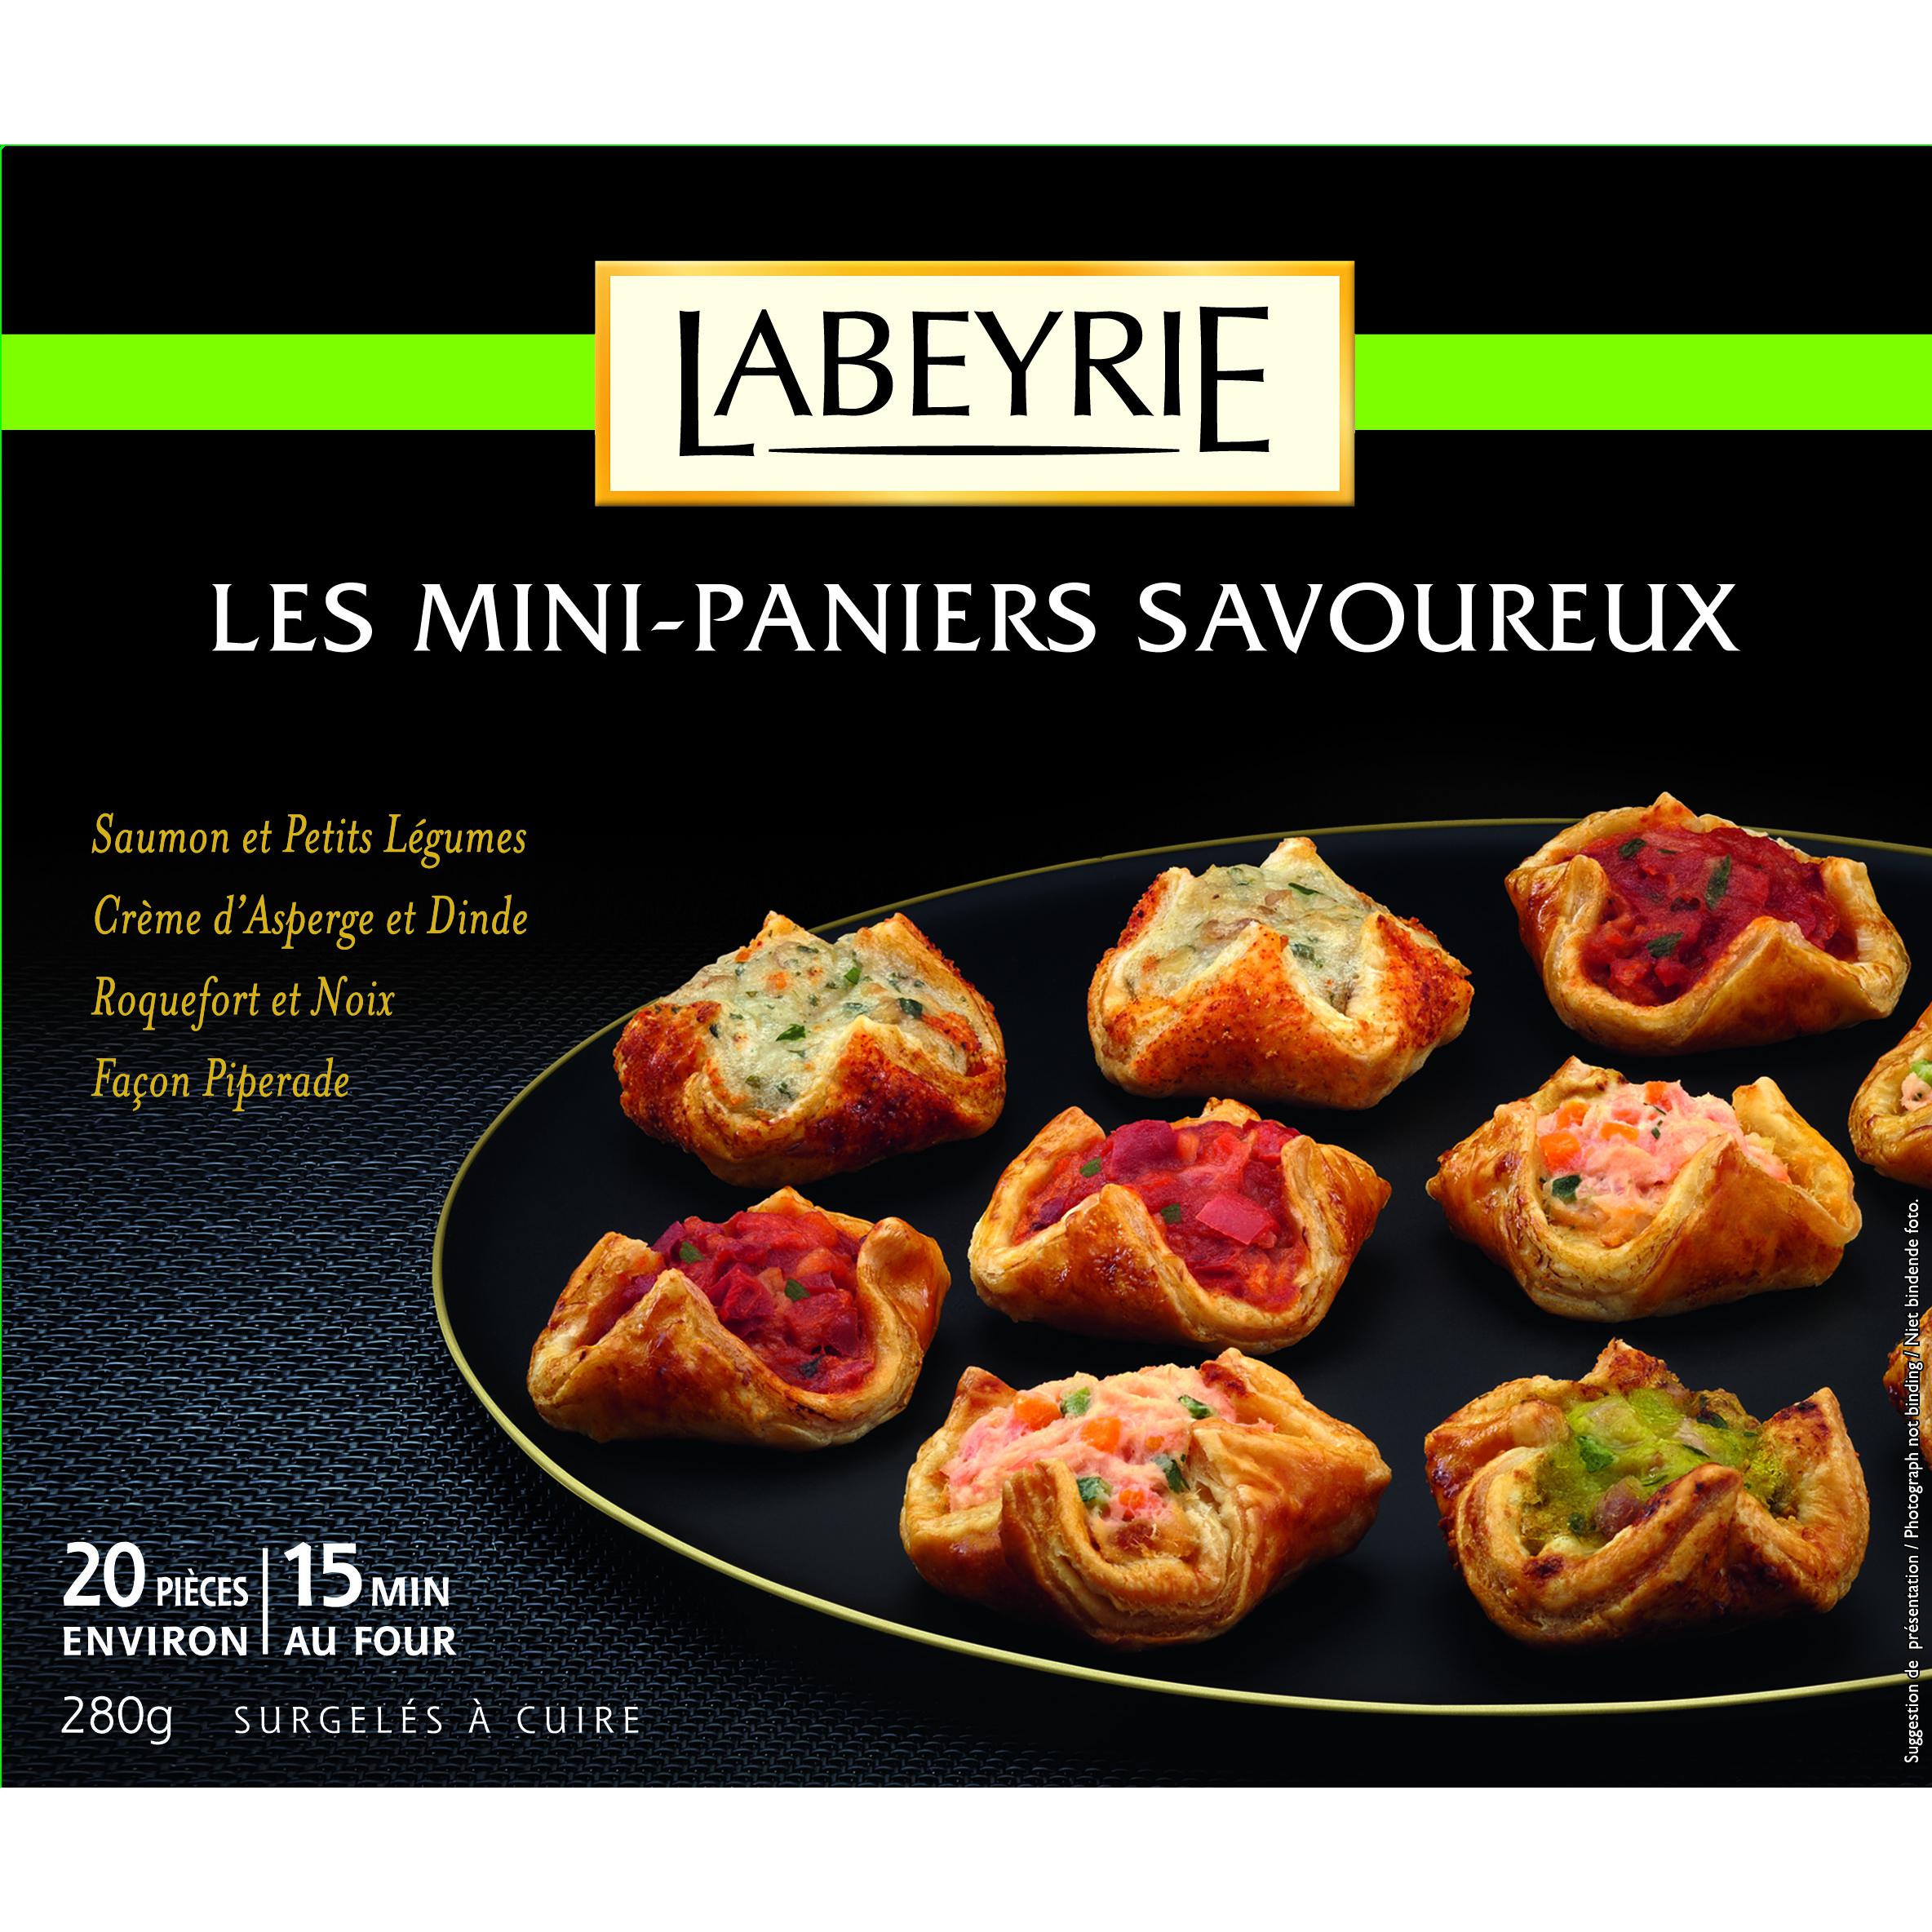 LABEYRIE
LES MINI-PANIERS SAVOUREUX
Saumon et Petits Légumes
Crème d'Asperge et Dinde
Roquefort et Noix
Façon Piperade
20 PIÈCES ENVIRON
15 MIN AU FOUR
280g SURGELÉS À CUIRE
Suggestion de présentation / Photograph not binding / Niet bindende foto.